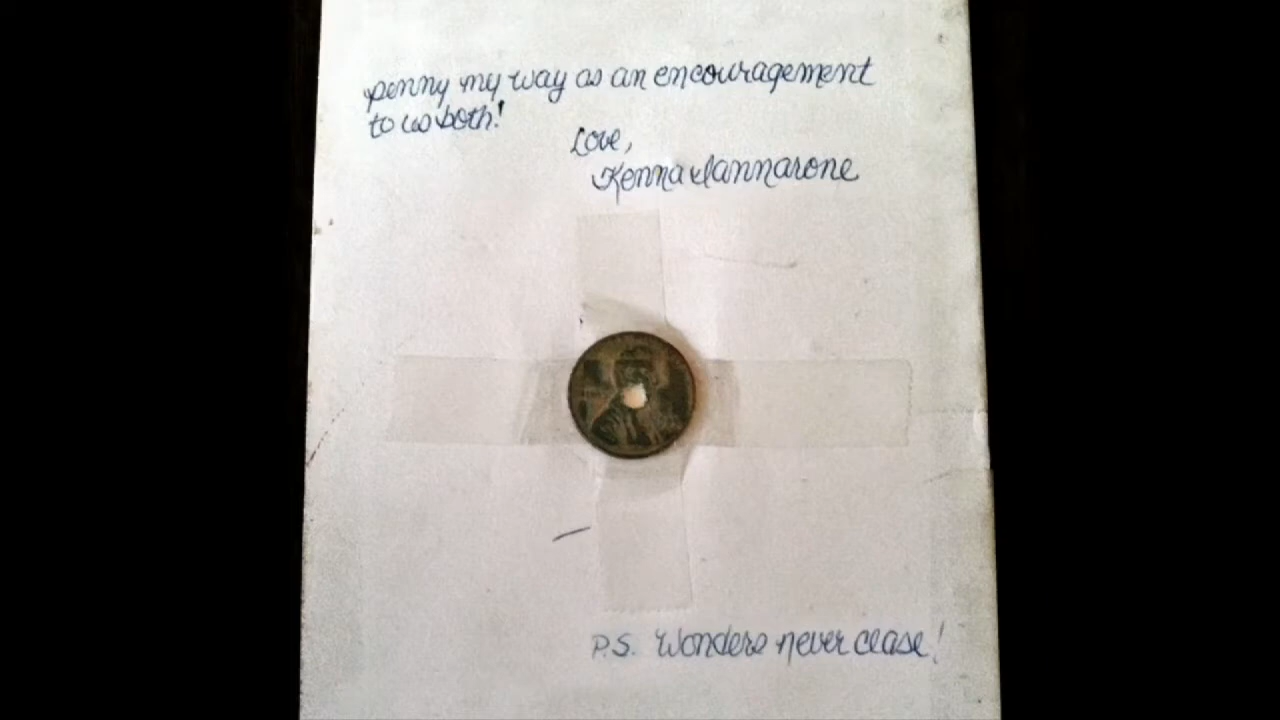 penny my way as an encouragement
to us both!
Love,
Kenna Iannarone
P.S. Wonders never cease!